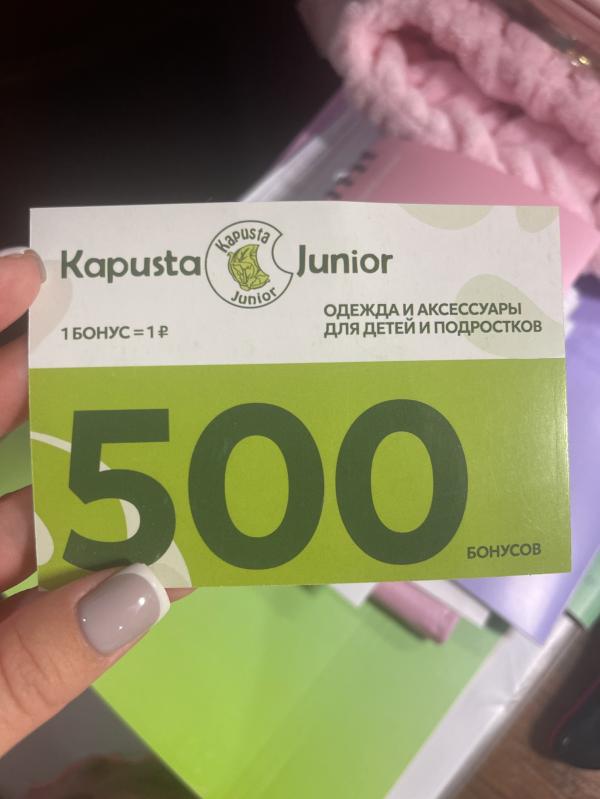 Kapusta
Kapusta
Junior
Junior
1 БОНУС = 1 ₽
ОДЕЖДА И АКСЕССУАРЫ
ДЛЯ ДЕТЕЙ И ПОДРОСТКОВ
500
БОНУСОВ